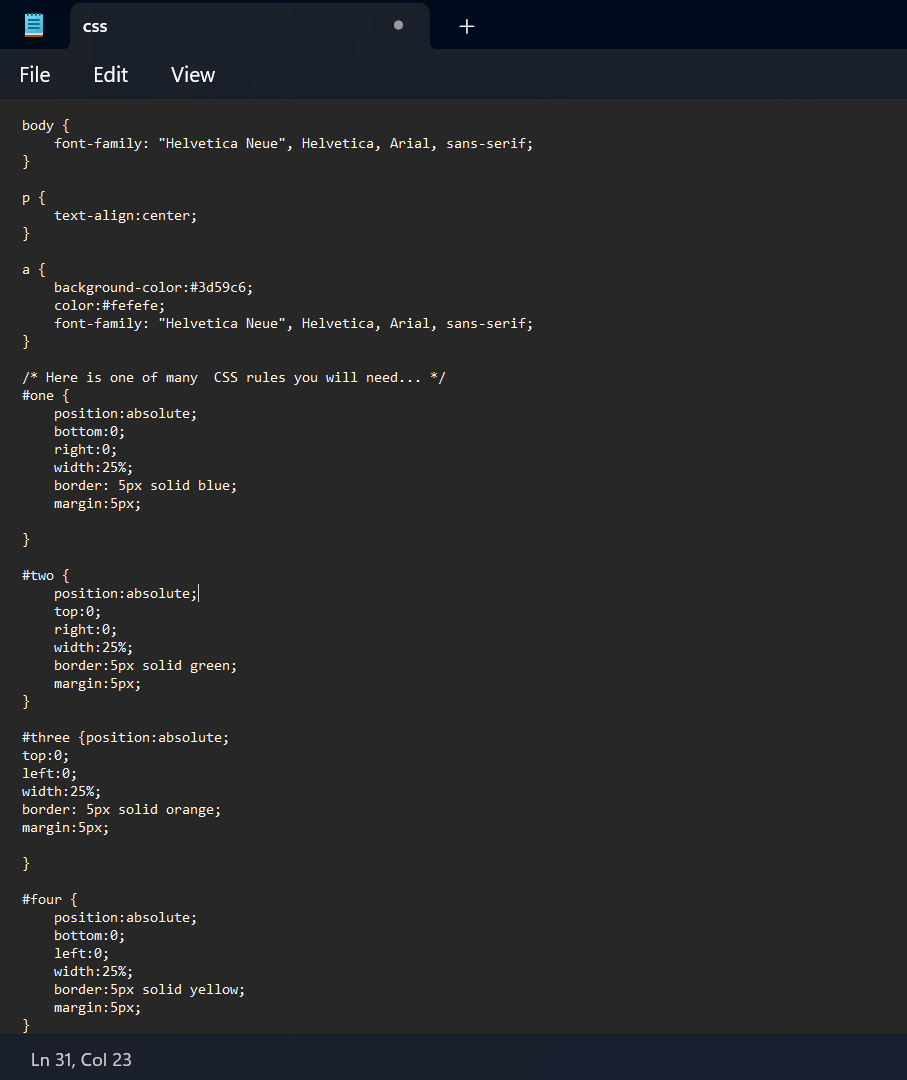 css
File Edit View
body {
    font-family: "Helvetica Neue", Helvetica, Arial, sans-serif;
}

p {
    text-align:center;
}

a {
    background-color:#3d59c6;
    color:#fefefe;
    font-family: "Helvetica Neue", Helvetica, Arial, sans-serif;
}

/* Here is one of many  CSS rules you will need... */
#one {
    position:absolute;
    bottom:0;
    right:0;
    width:25%;
    border: 5px solid blue;
    margin:5px;

}

#two {
    position:absolute;
    top:0;
    right:0;
    width:25%;
    border:5px solid green;
    margin:5px;
}

#three {position:absolute;
top:0;
left:0;
width:25%;
border: 5px solid orange;
margin:5px;

}

#four {
    position:absolute;
    bottom:0;
    left:0;
    width:25%;
    border:5px solid yellow;
    margin:5px;
}
Ln 31, Col 23